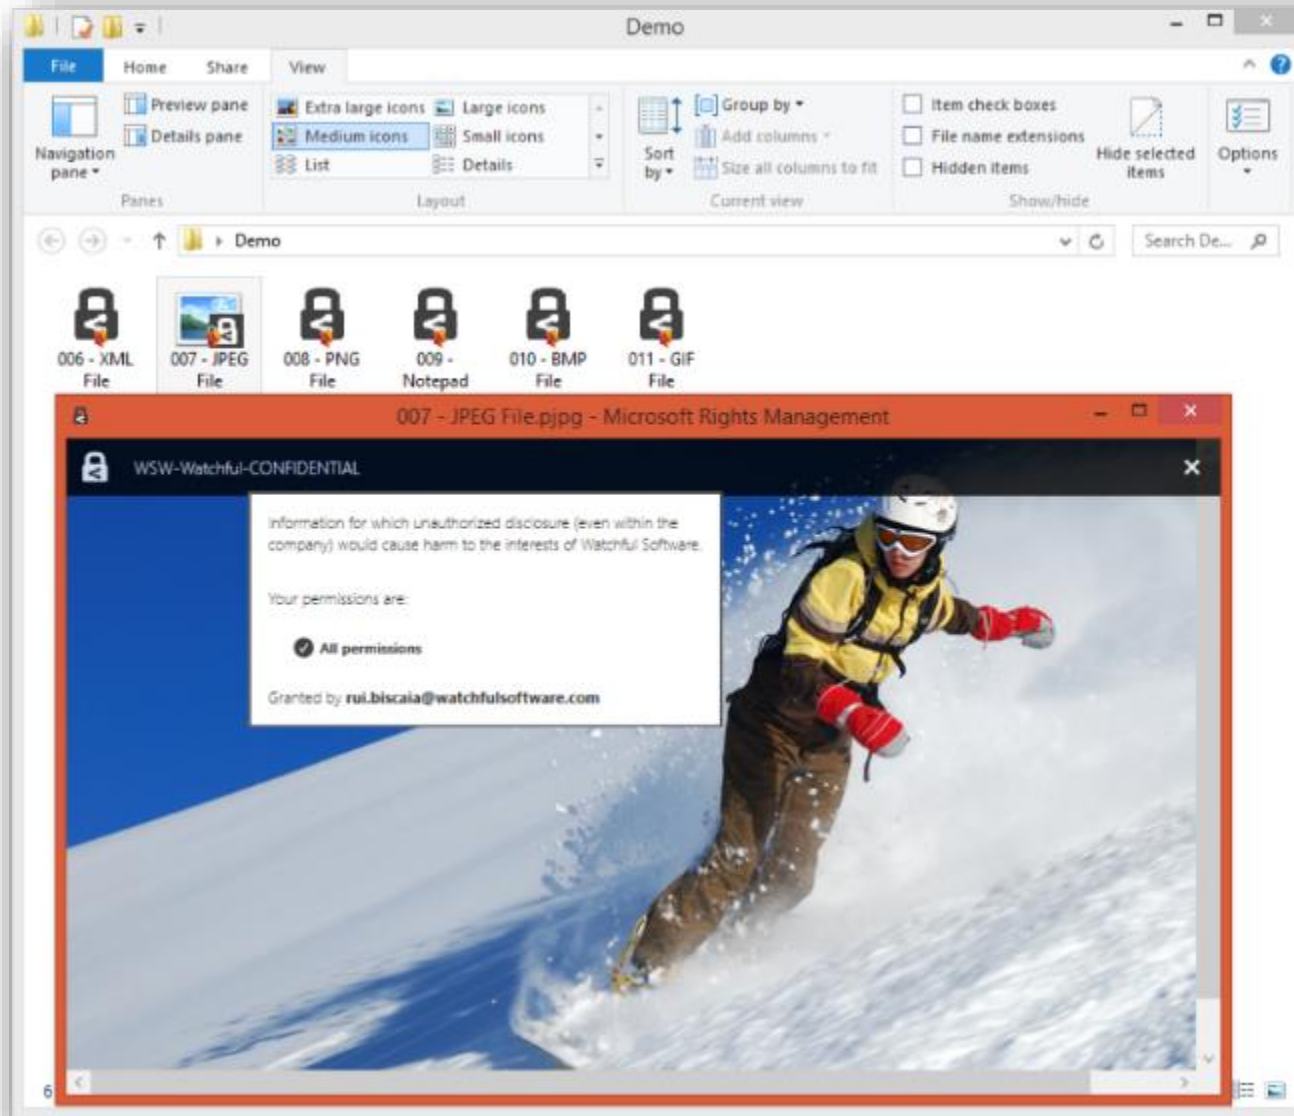 Demo
File Home Share View
Preview pane
Details pane
Navigation pane
Panes
Extra large icons Large icons
Medium icons Small icons
List Details
Layout
Sort by
Group by
Add columns
Size all columns to fit
Current view
Item check boxes
File name extensions
Hidden items
Hide selected items
Show/hide
Options
Demo
Search De...
006 - XML File
007 - JPEG File
008 - PNG File
009 - Notepad
010 - BMP File
011 - GIF File
007 - JPEG File.pjpg - Microsoft Rights Management
WSW-Watchful-CONFIDENTIAL
Information for which unauthorized disclosure (even within the
company) would cause harm to the interests of Watchful Software.
Your permissions are:
All permissions
Granted by rui.biscaia@watchfulsoftware.com
6